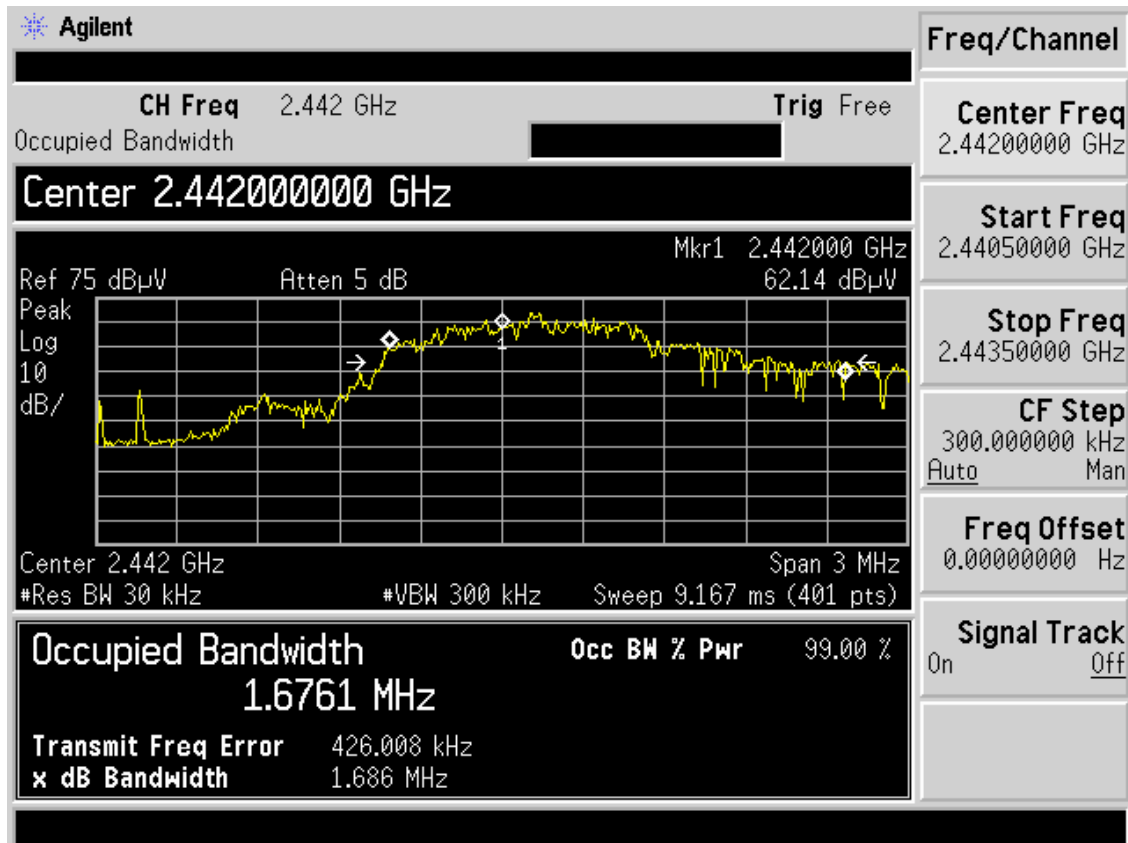 Agilent
Freq/Channel
CH Freq 2.442 GHz Trig Free
Occupied Bandwidth
Center 2.442000000 GHz
Mkr1 2.442000 GHz
Ref 75 dBµV Atten 5 dB 62.14 dBµV
Peak
Log
10
dB/
1
Center 2.442 GHz Span 3 MHz
#Res BW 30 kHz #VBW 300 kHz Sweep 9.167 ms (401 pts)
Occupied Bandwidth Occ BW % Pwr 99.00 %
1.6761 MHz
Transmit Freq Error 426.008 kHz
x dB Bandwidth 1.686 MHz
Center Freq
2.44200000 GHz
Start Freq
2.44050000 GHz
Stop Freq
2.44350000 GHz
CF Step
300.000000 kHz
Auto Man
Freq Offset
0.00000000 Hz
Signal Track
On Off